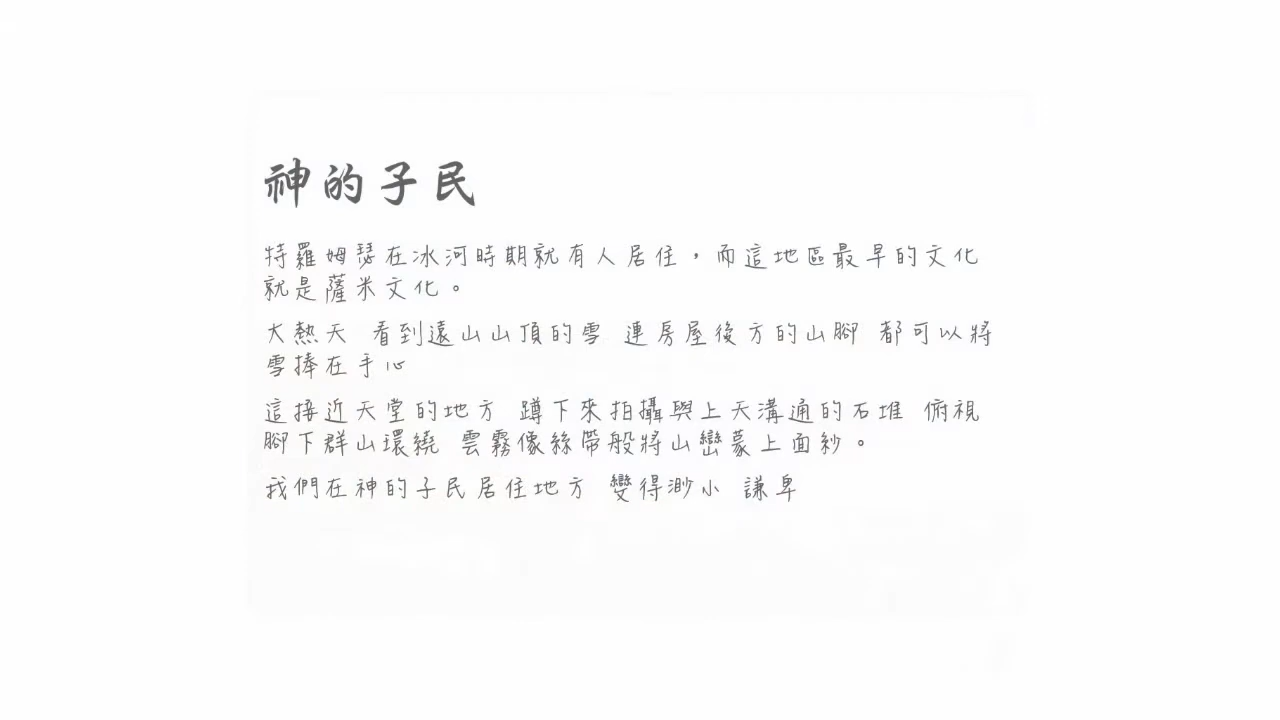 神的子民
特羅姆瑟在冰河時期就有人居住，而這地區最早的文化
就是薩米文化。
大熱天 看到遠山山頂的雪 連房屋後方的山腳 都可以將
雪捧在手心
這接近天堂的地方 蹲下來拍攝與上天溝通的石堆 俯視
腳下群山環繞 雲霧像絲帶般將山巒蒙上面紗。
我們在神的子民居住地方 變得渺小 謙卑